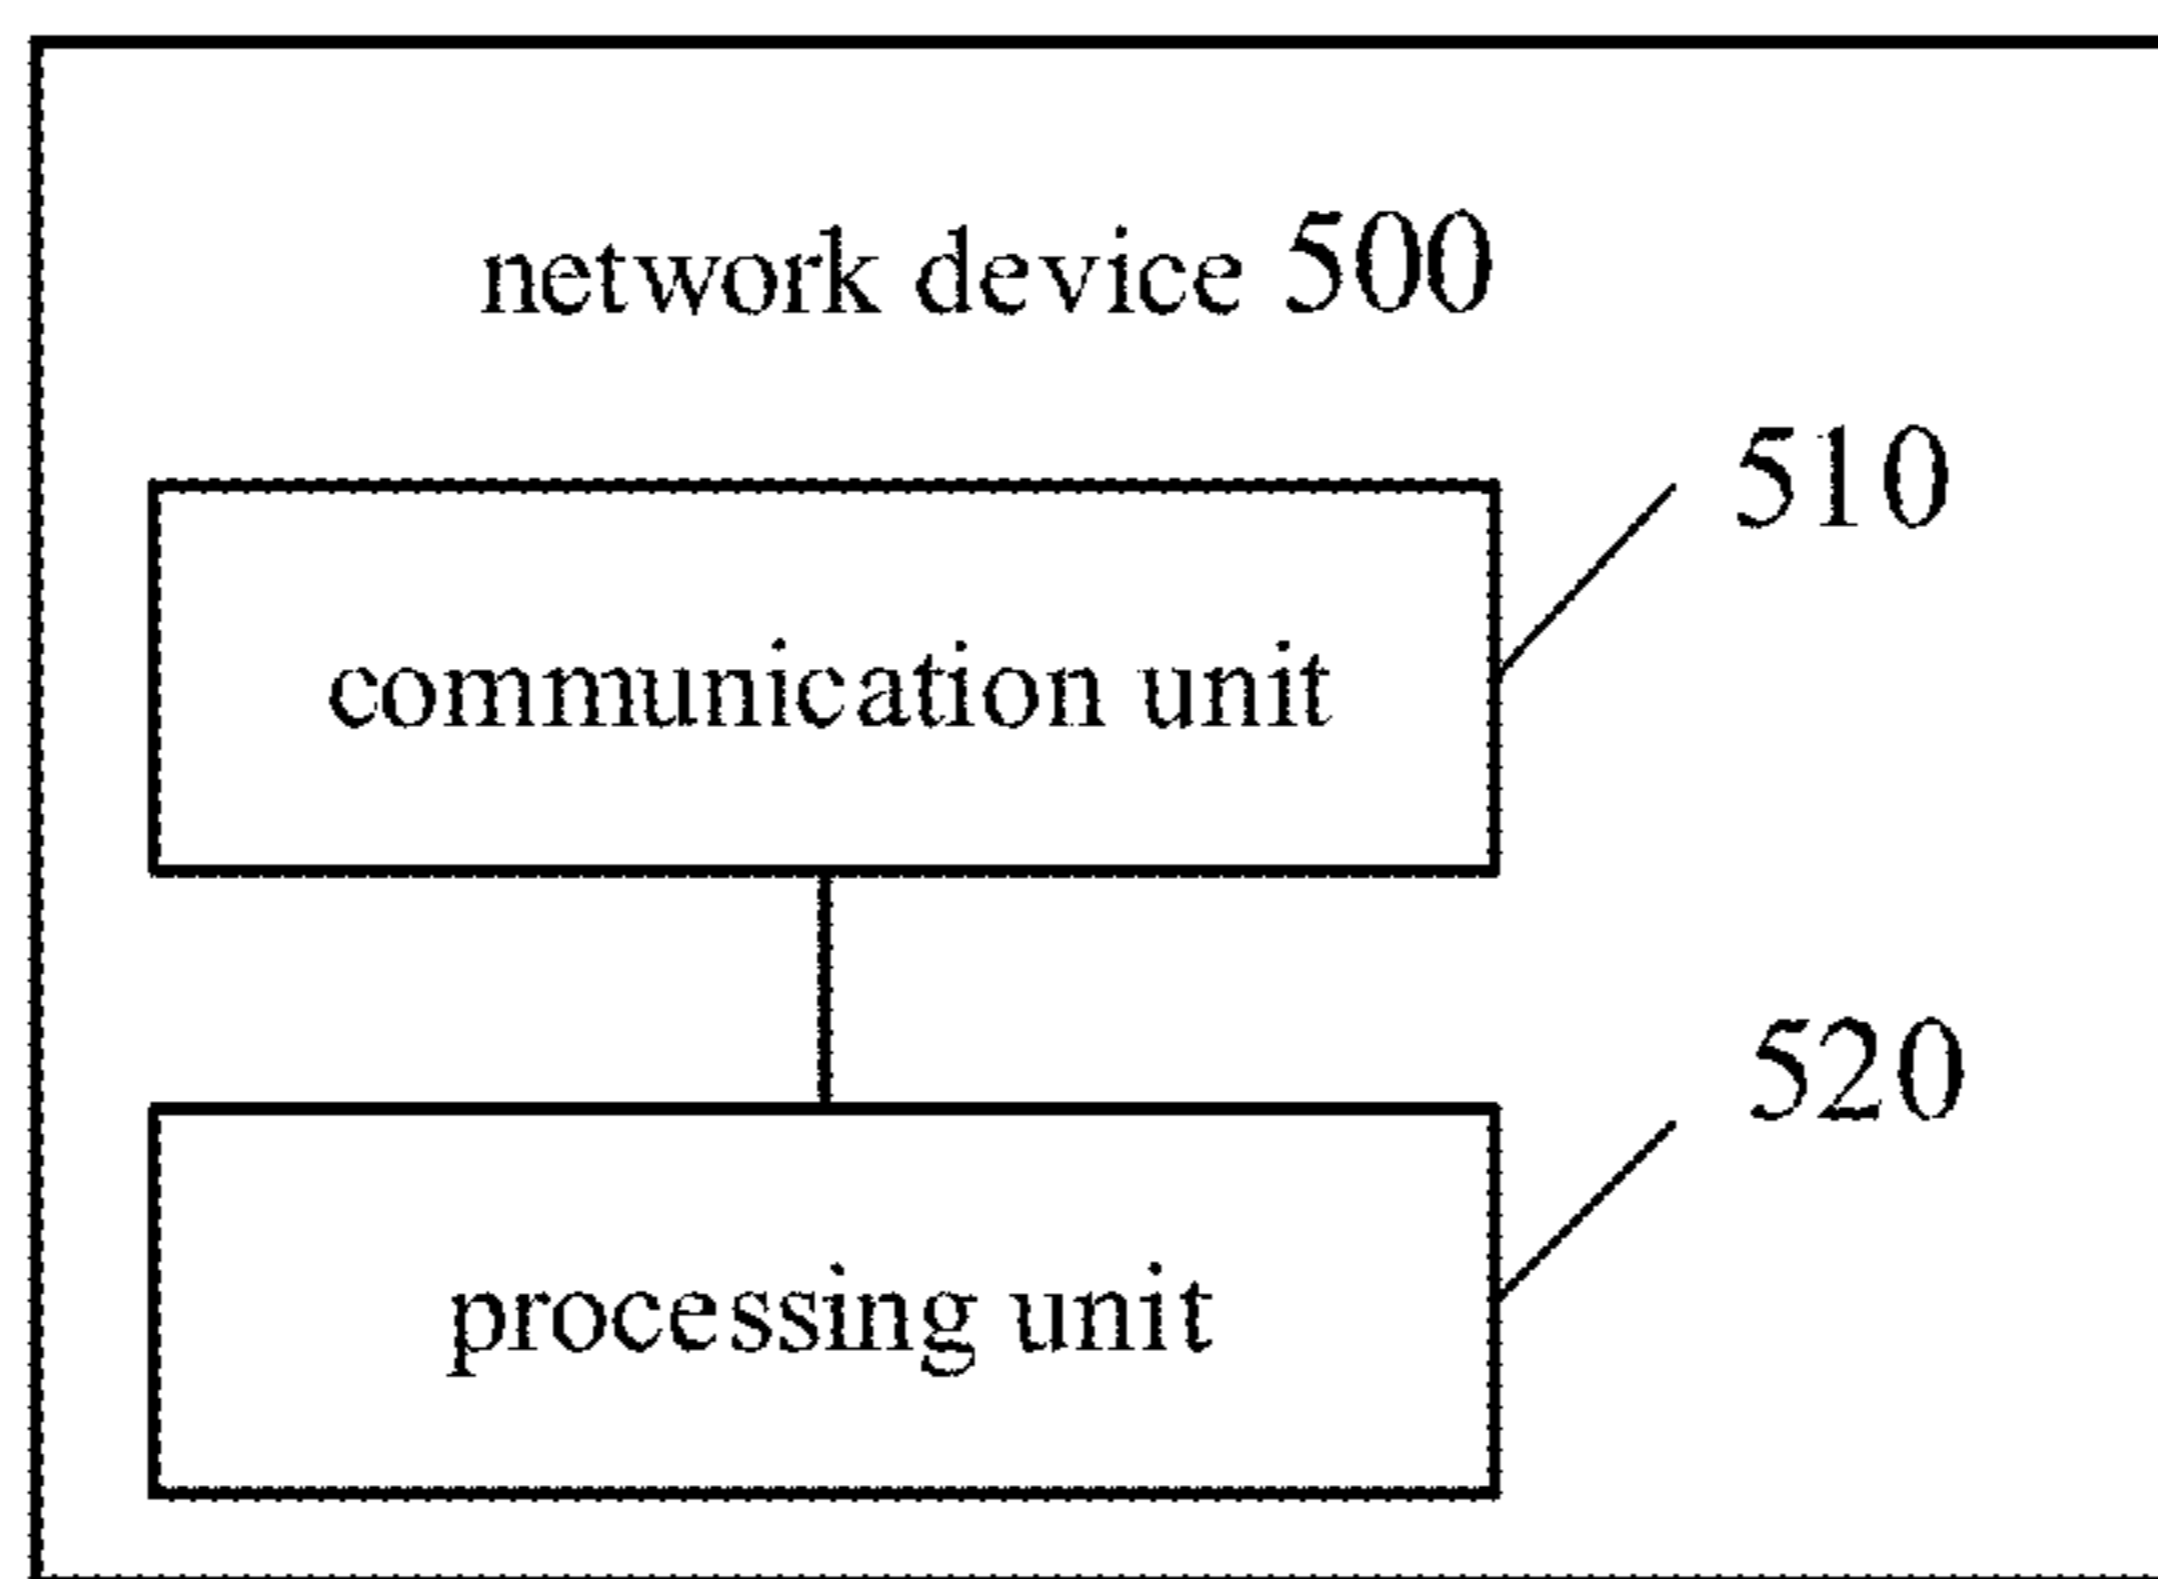 network device 500
510
communication unit
520
processing unit